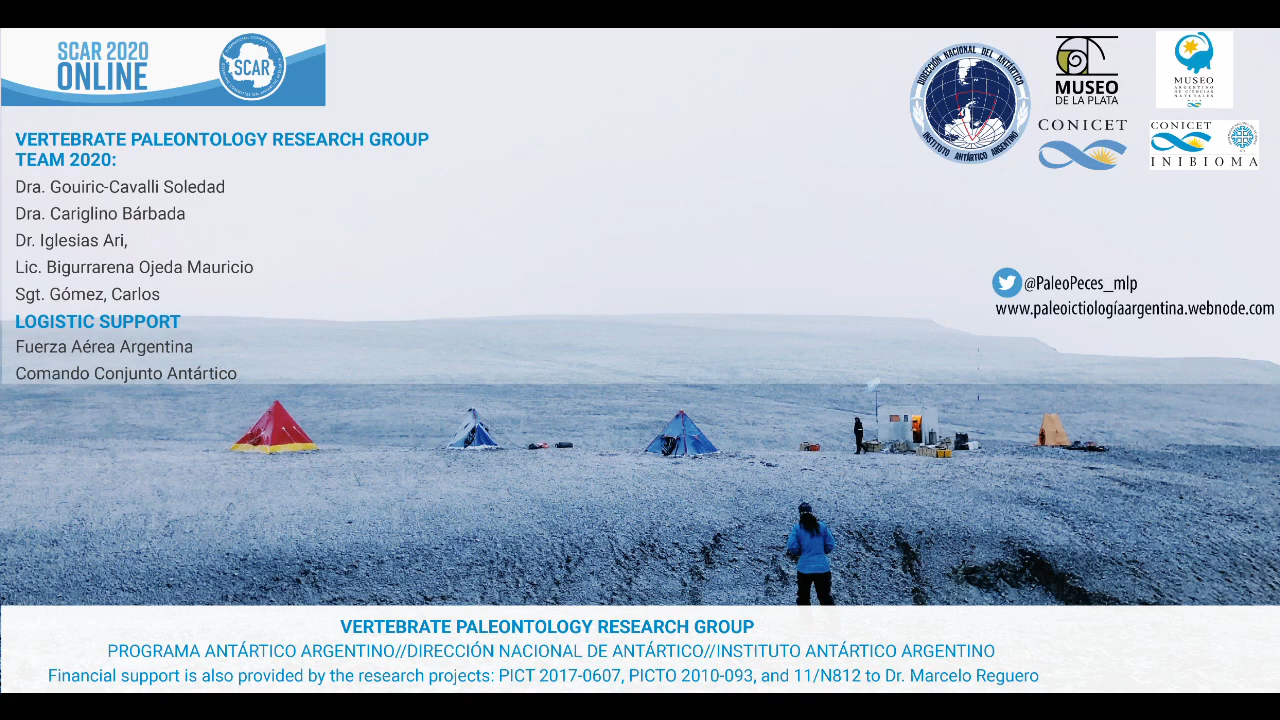 SCAR 2020
ONLINE
SCAR
VERTEBRATE PALEONTOLOGY RESEARCH GROUP
TEAM 2020:
Dra. Gouiric-Cavalli Soledad
Dra. Cariglino Bárbada
Dr. Iglesias Ari,
Lic. Bigurrarena Ojeda Mauricio
Sgt. Gómez, Carlos
LOGISTIC SUPPORT
Fuerza Aérea Argentina
Comando Conjunto Antártico
DIRECCIÓN NACIONAL DEL ANTÁRTICO
INSTITUTO ANTÁRTICO ARGENTINO
MUSEO
DE LA PLATA
MUSEO
ARGENTINO
DE CIENCIAS
NATURALES
CONICET
CONICET
INIBIOMA
@PaleoPeces_mlp
www.paleoictiologíaargentina.webnode.com
VERTEBRATE PALEONTOLOGY RESEARCH GROUP
PROGRAMA ANTÁRTICO ARGENTINO//DIRECCIÓN NACIONAL DE ANTÁRTICO//INSTITUTO ANTÁRTICO ARGENTINO
Financial support is also provided by the research projects: PICT 2017-0607, PICTO 2010-093, and 11/N812 to Dr. Marcelo Reguero